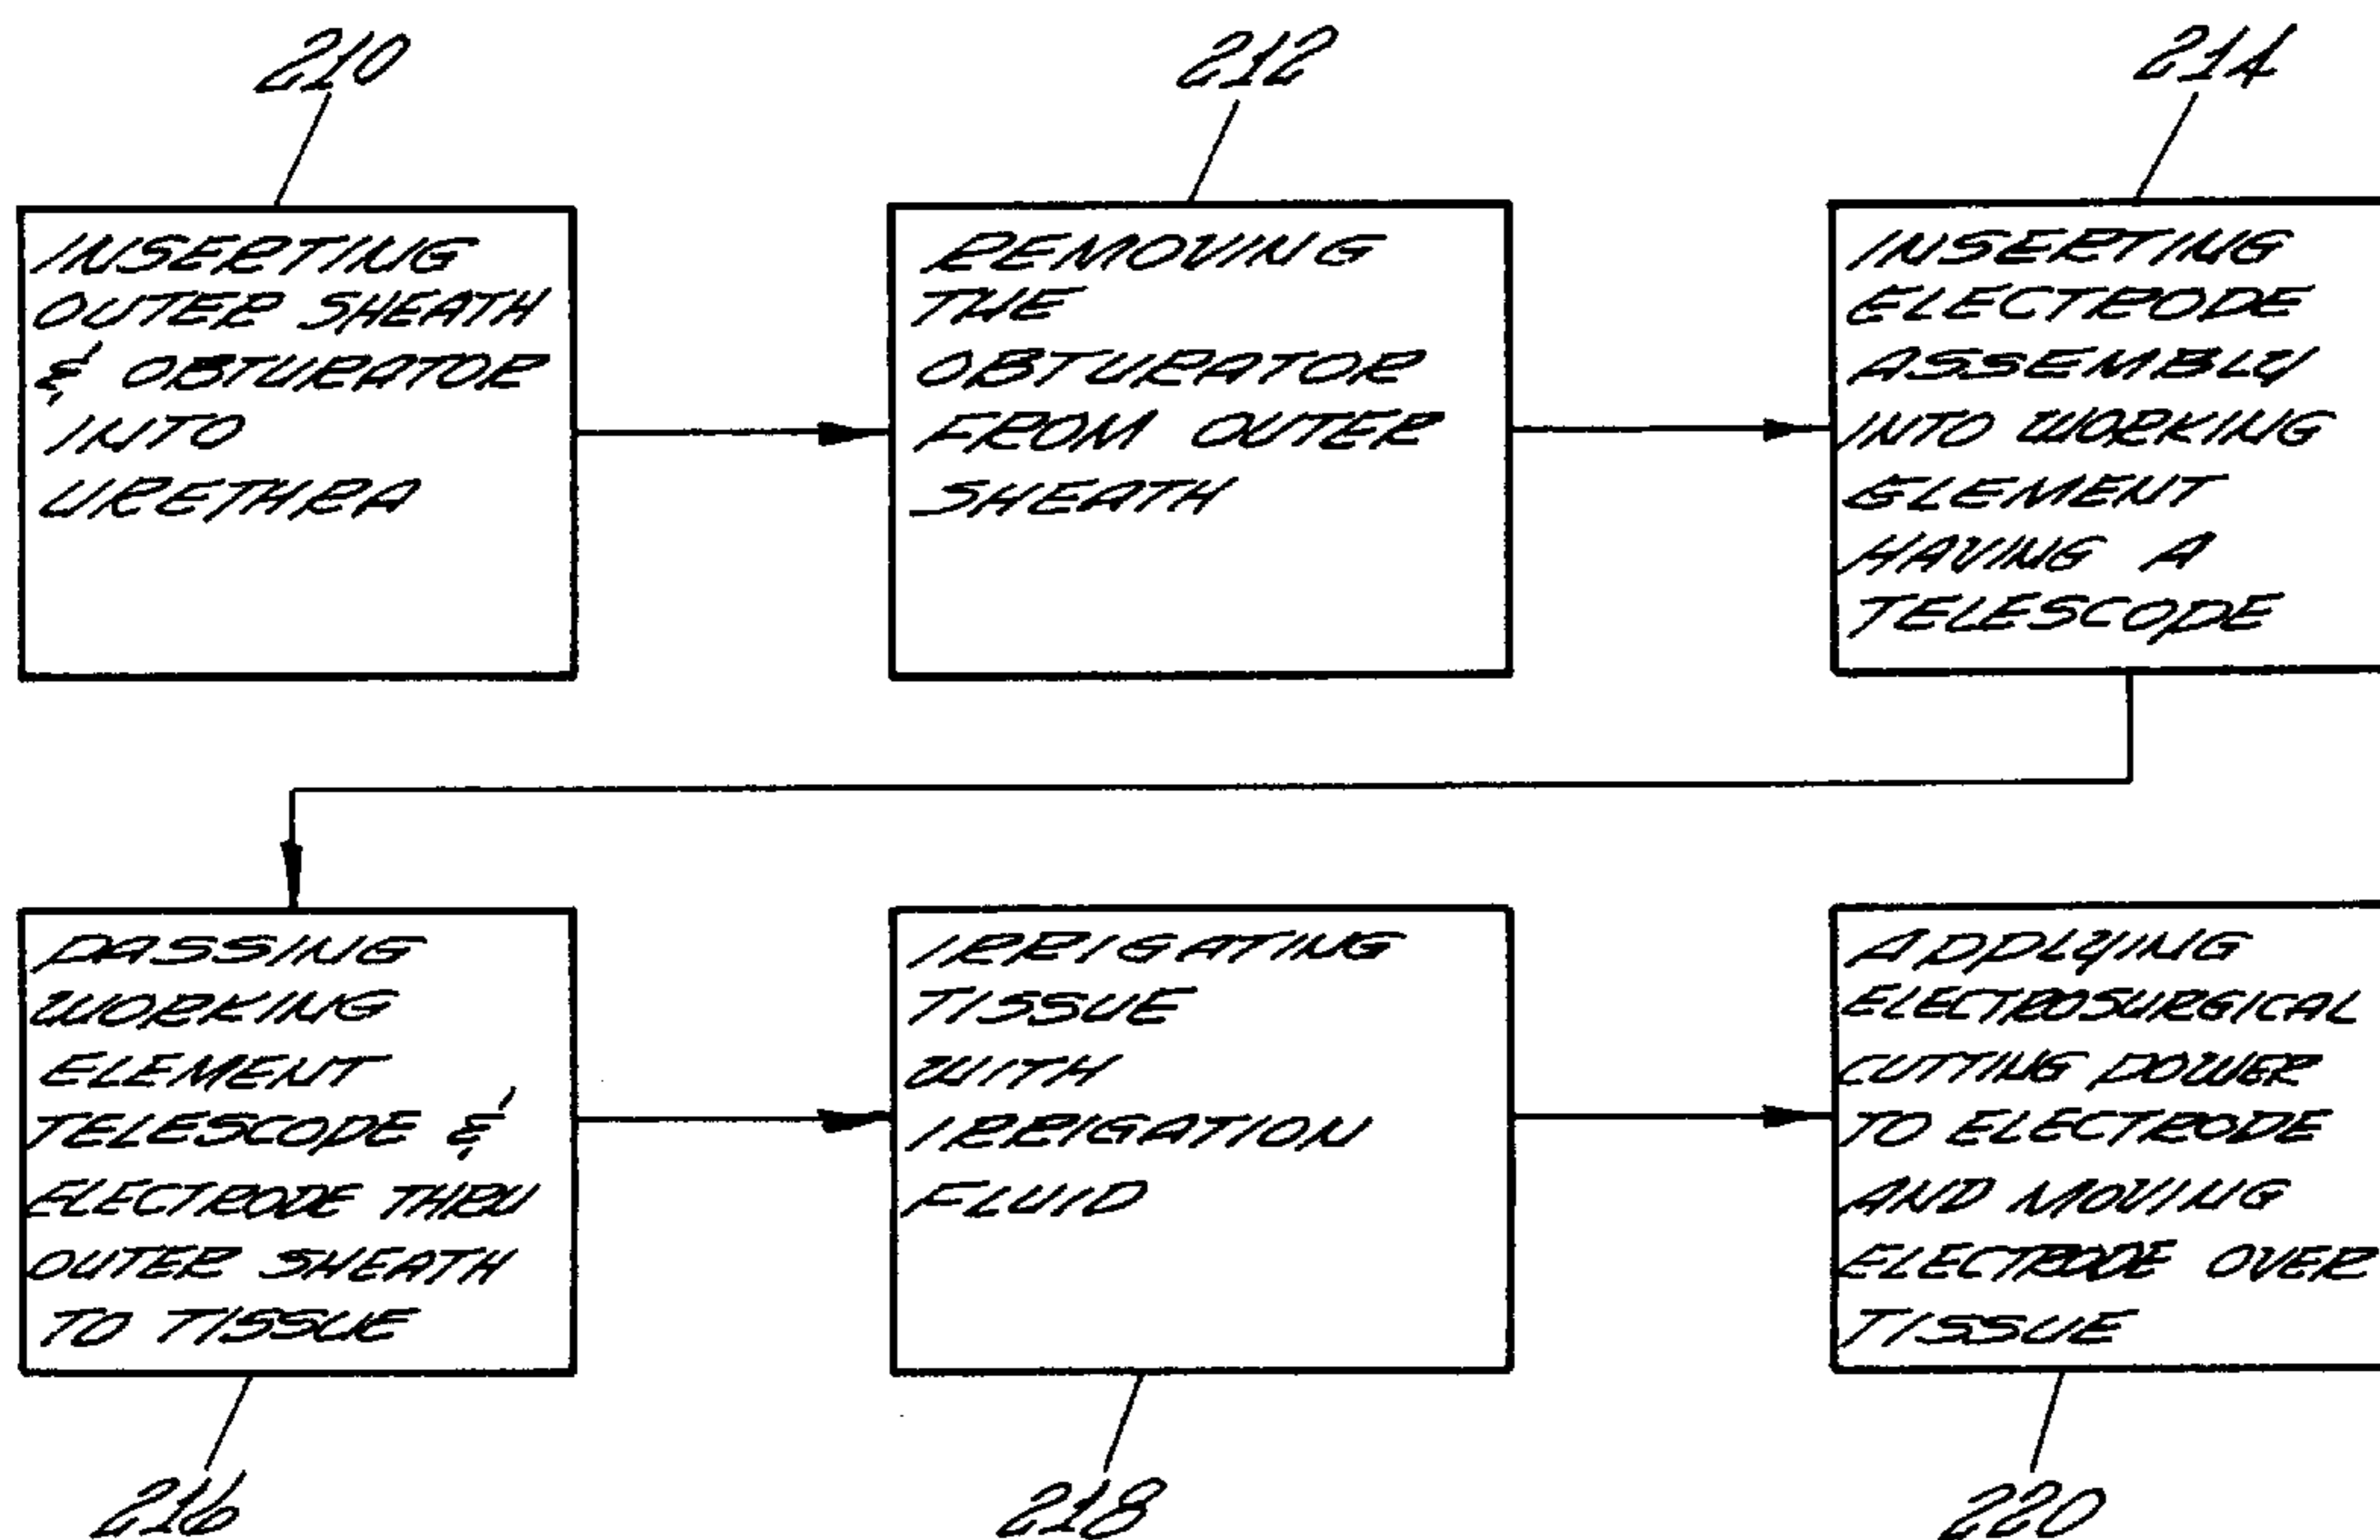 210
212
214
INSERTING
OUTER SHEATH
& OBTURATOR
INTO
URETHRA
REMOVING
THE
OBTURATOR
FROM OUTER
SHEATH
INSERTING
ELECTRODE
ASSEMBLY
INTO WORKING
ELEMENT
HAVING A
TELESCOPE
PASSING
WORKING
ELEMENT
TELESCOPE &
ELECTRODE THRU
OUTER SHEATH
TO TISSUE
IRRIGATING
TISSUE
WITH
IRRIGATION
FLUID
APPLYING
ELECTROSURGICAL
CUTTING POWER
TO ELECTRODE
AND MOVING
ELECTRODE OVER
TISSUE
216
218
220